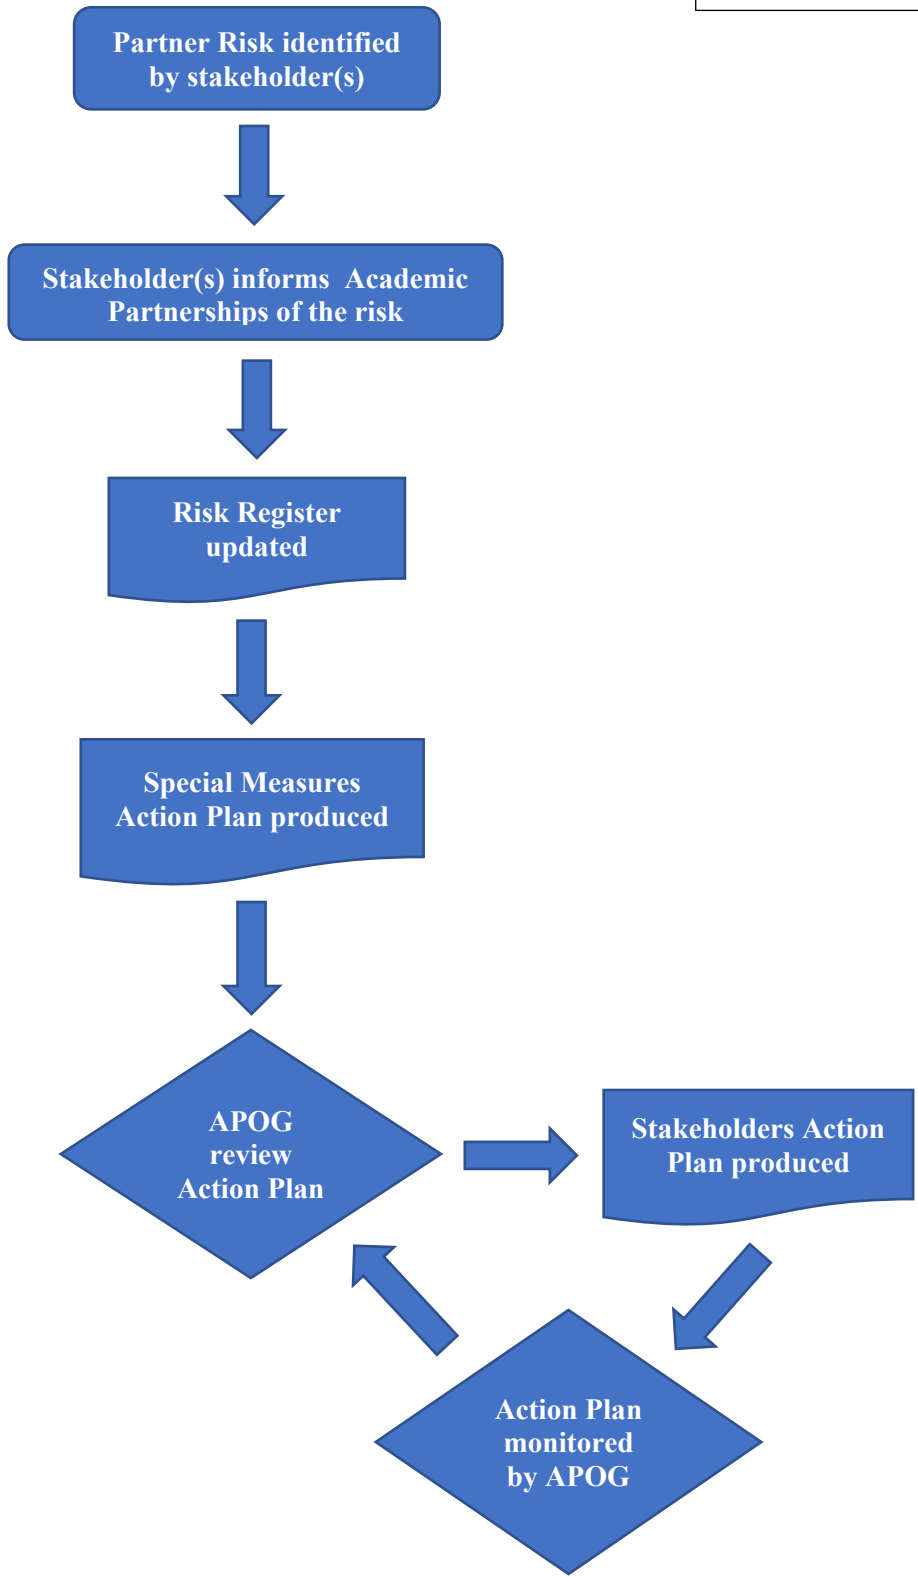 Partner Risk identified
by stakeholder(s)
Stakeholder(s) informs Academic
Partnerships of the risk
Risk Register
updated
Special Measures
Action Plan produced
APOG
review
Action Plan
Stakeholders Action
Plan produced
Action Plan
monitored
by APOG